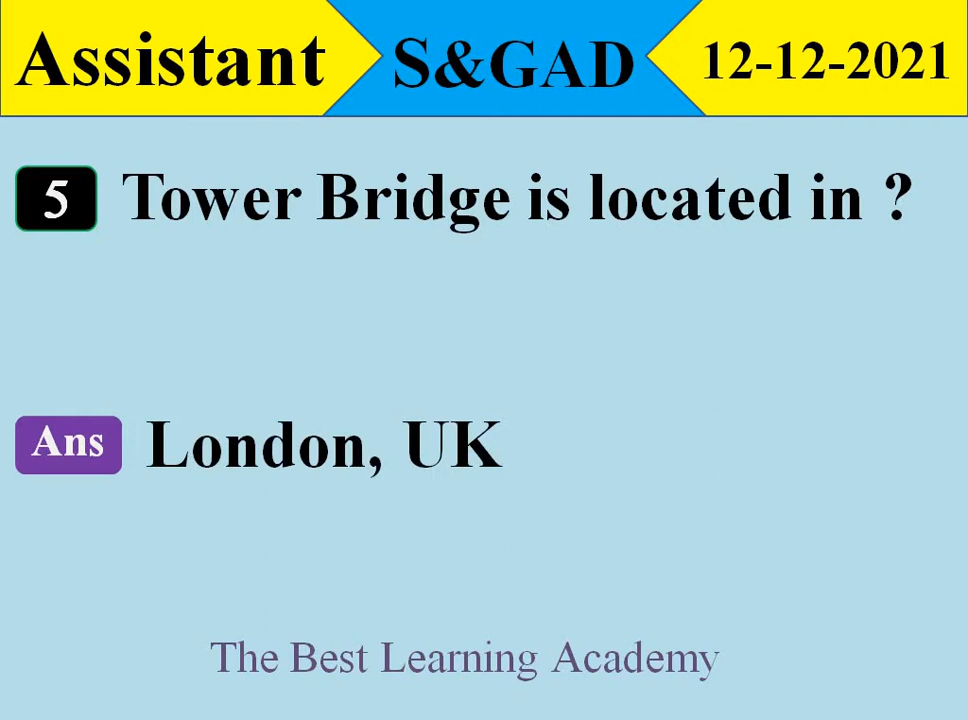 Assistant S&GAD 12-12-2021
5 Tower Bridge is located in ?
Ans London, UK
The Best Learning Academy